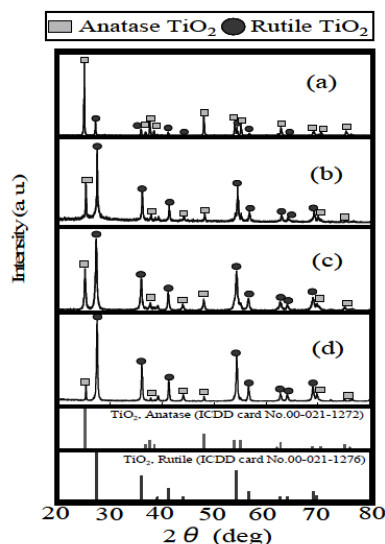 Anatase TiO₂ Rutile TiO₂
(a)
(b)
(c)
(d)
Intensity (a u)
TiO₂, Anatase (ICDD card No.00-021-1272)
TiO₂, Rutile (ICDD card No.00-021-1276)
20 30 40 50 60 70 80
2 θ (deg)